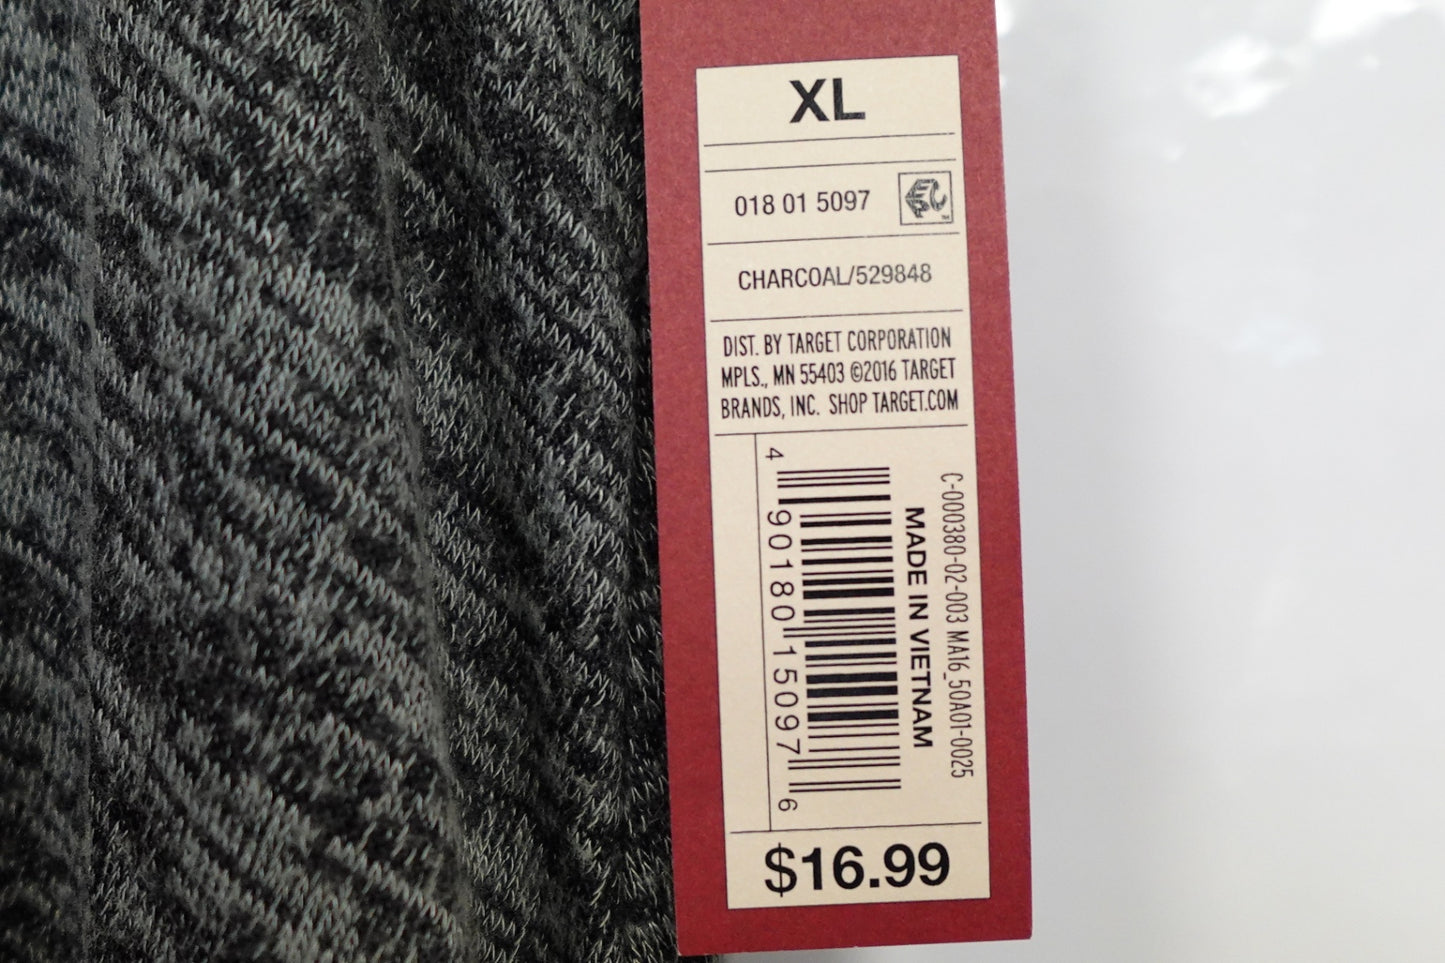 XL
018 01 5097
CHARCOAL/529848
DIST. BY TARGET CORPORATION
MPLS., MN 55403 ©2016 TARGET
BRANDS, INC. SHOP TARGET.COM
C-000380-02-003 MA16_50A01-0025
MADE IN VIETNAM
4 90180 15097 6
$16.99